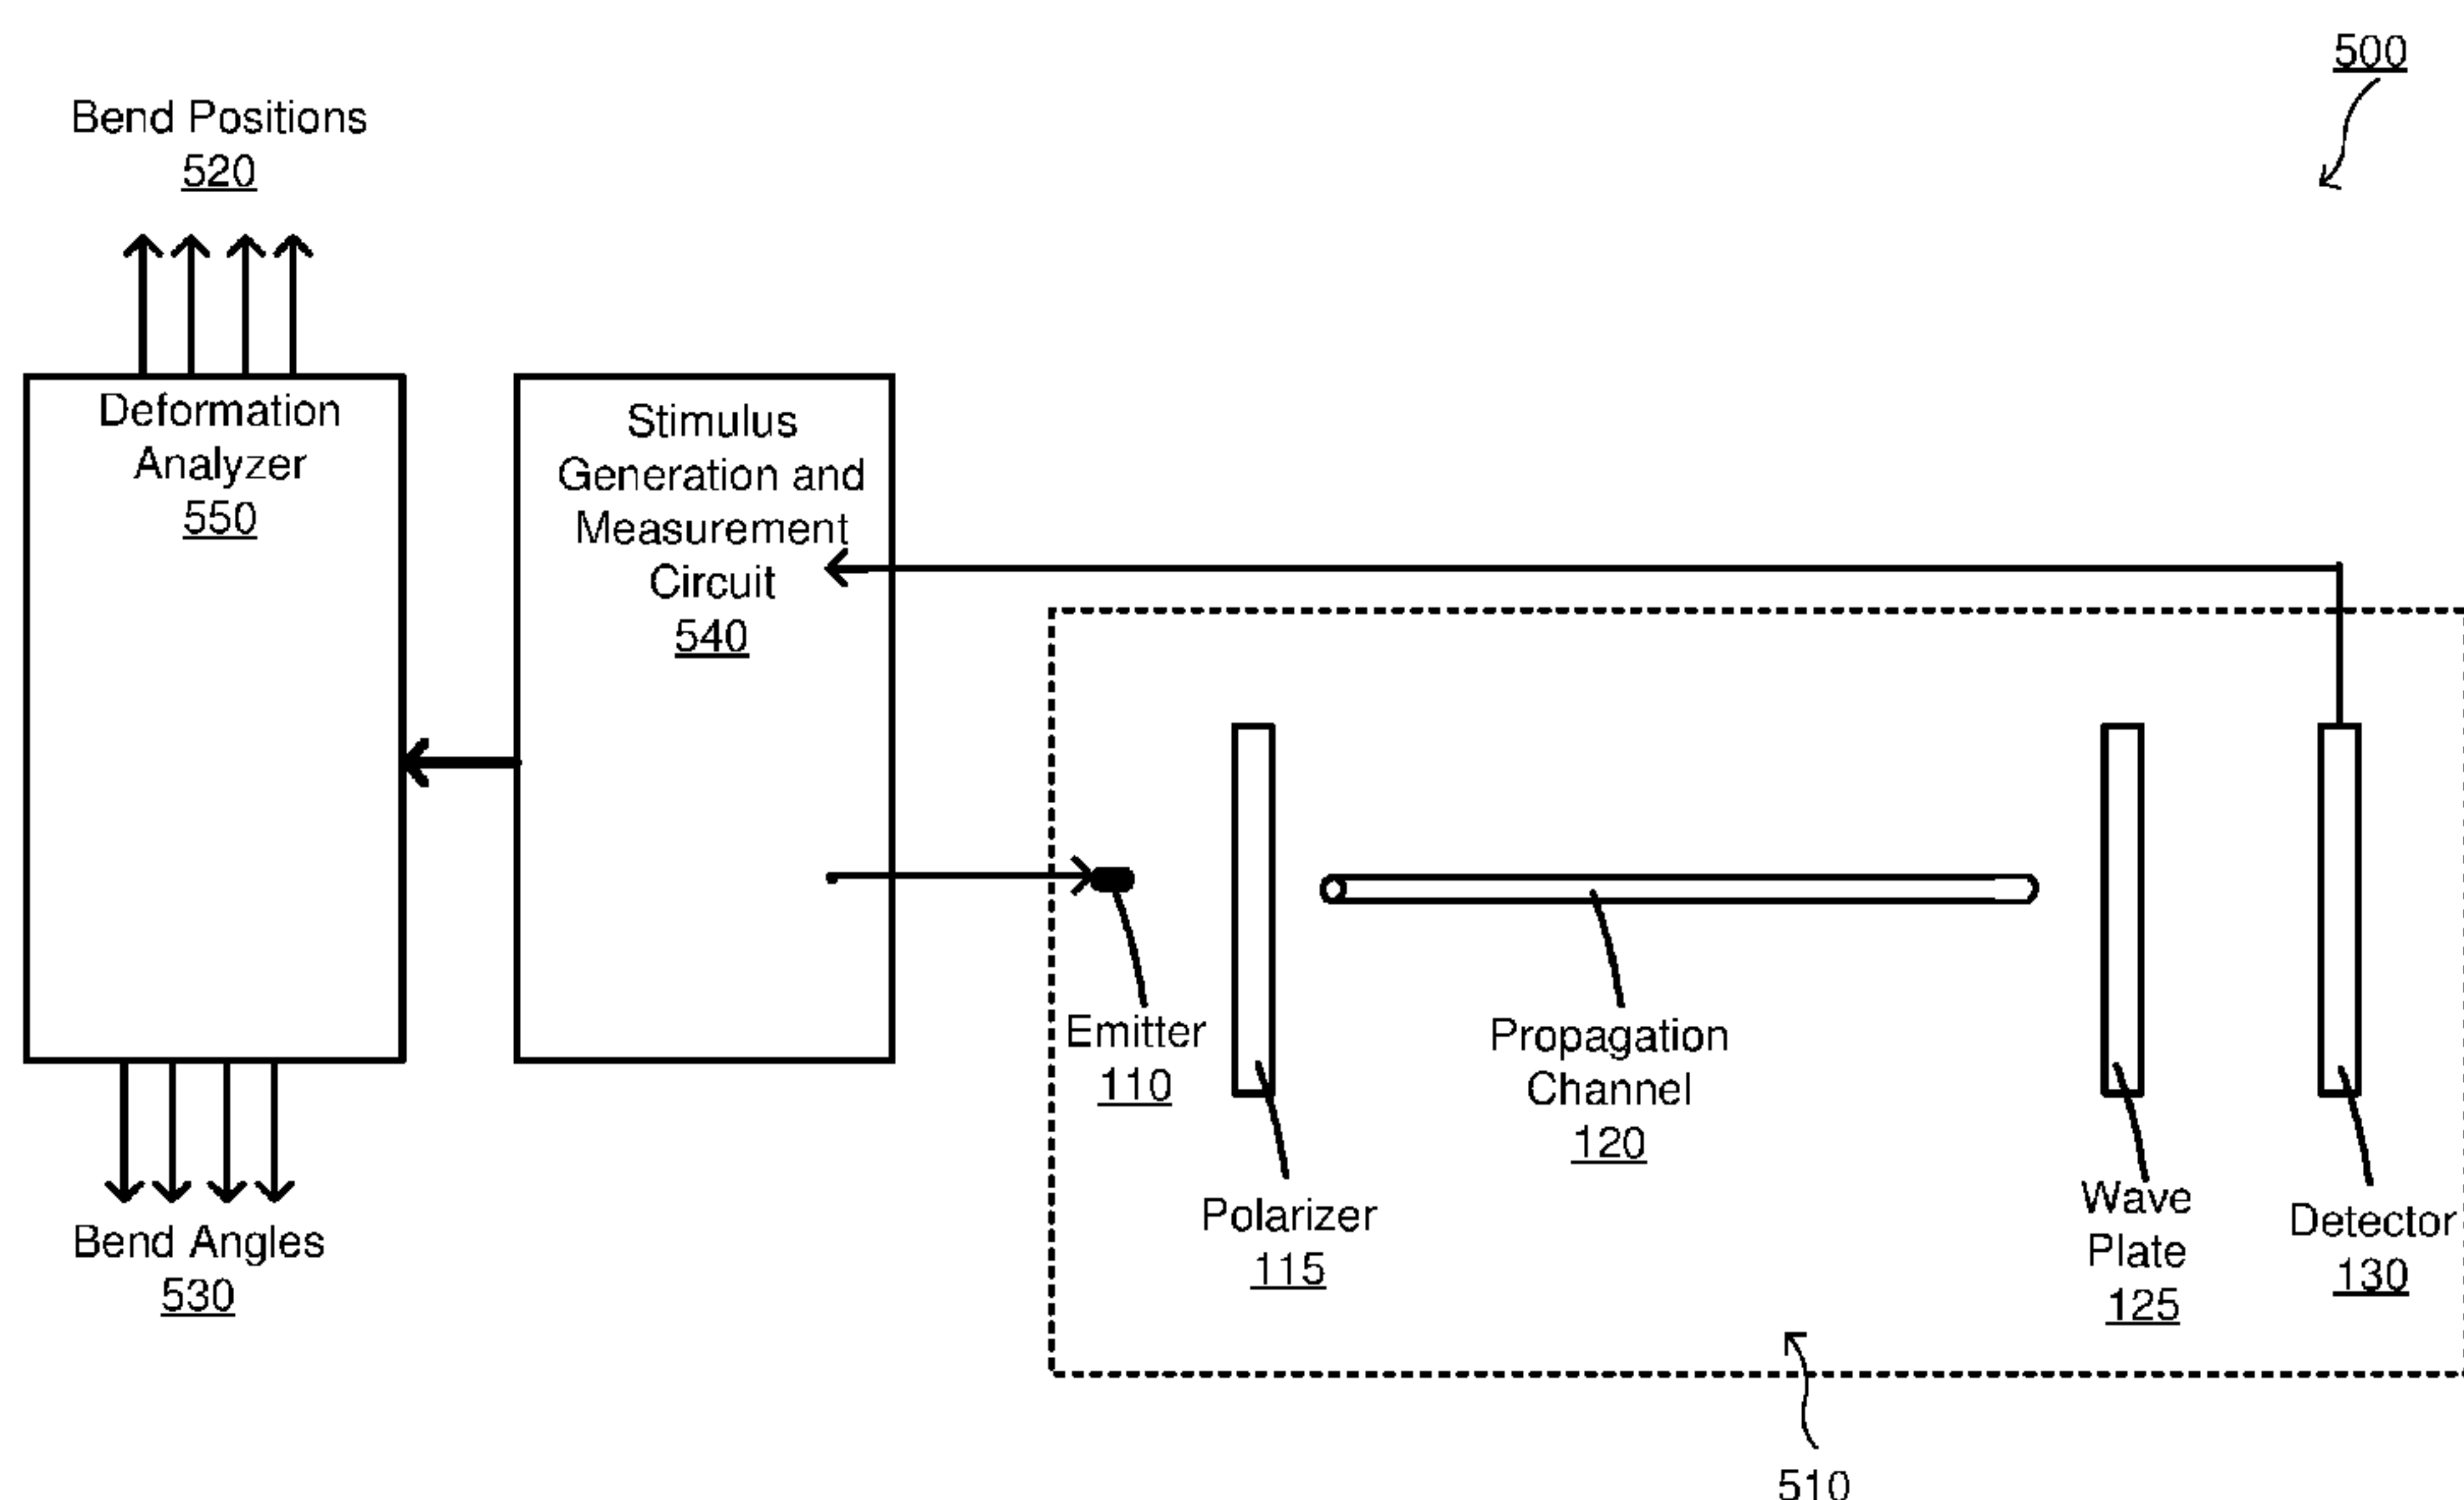 500
Bend Positions
520
Deformation
Analyzer
550
Stimulus
Generation and
Measurement
Circuit
540
Emitter
110
Polarizer
115
Propagation
Channel
120
Wave
Plate
125
Detector
130
Bend Angles
530
510